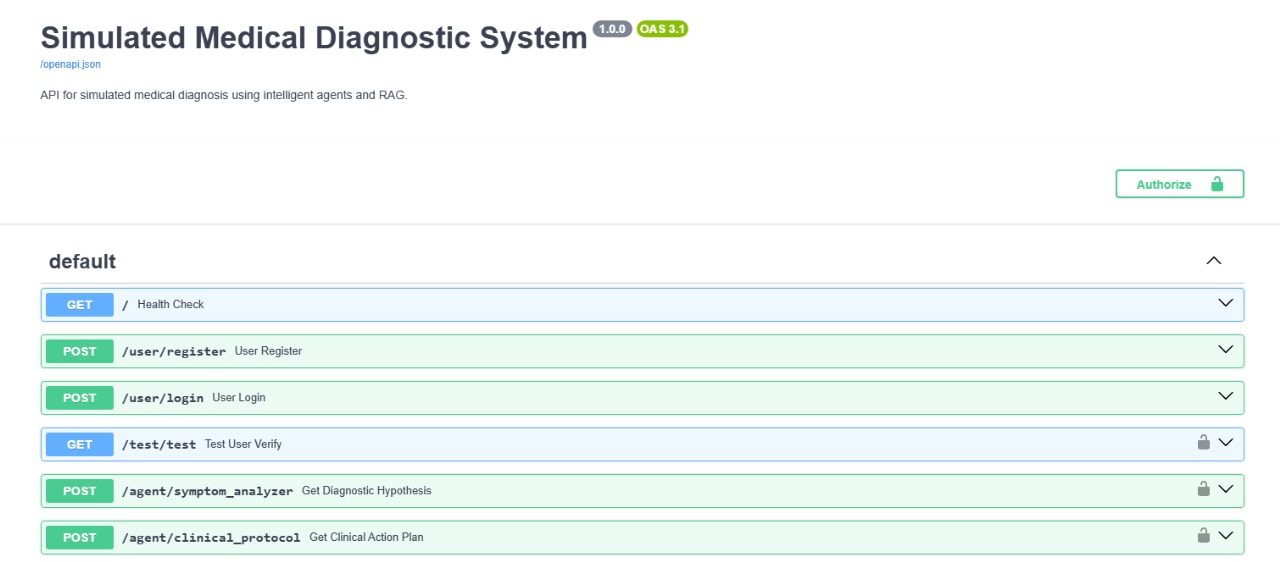 Simulated Medical Diagnostic System 1.0.0 OAS 3.1
/openapi.json
API for simulated medical diagnosis using intelligent agents and RAG.
Authorize
default
GET / Health Check
POST /user/register User Register
POST /user/login User Login
GET /test/test Test User Verify
POST /agent/symptom_analyzer Get Diagnostic Hypothesis
POST /agent/clinical_protocol Get Clinical Action Plan